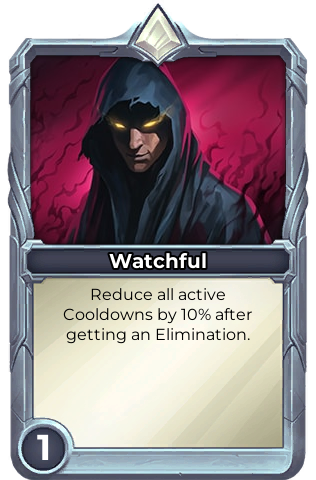 Watchful
Reduce all active
Cooldowns by 10% after
getting an Elimination.
1